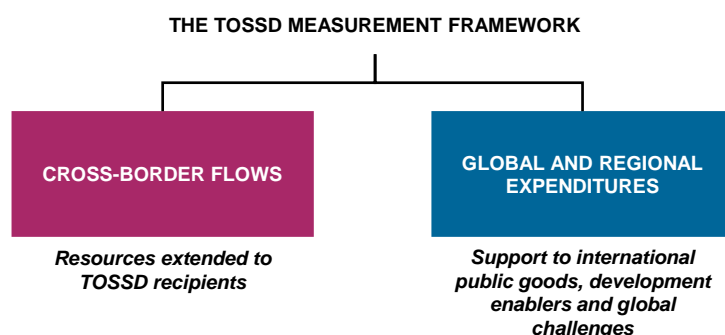 THE TOSSD MEASUREMENT FRAMEWORK
CROSS-BORDER FLOWS
GLOBAL AND REGIONAL
EXPENDITURES
Resources extended to
TOSSD recipients
Support to international
public goods, development
enablers and global
challenges